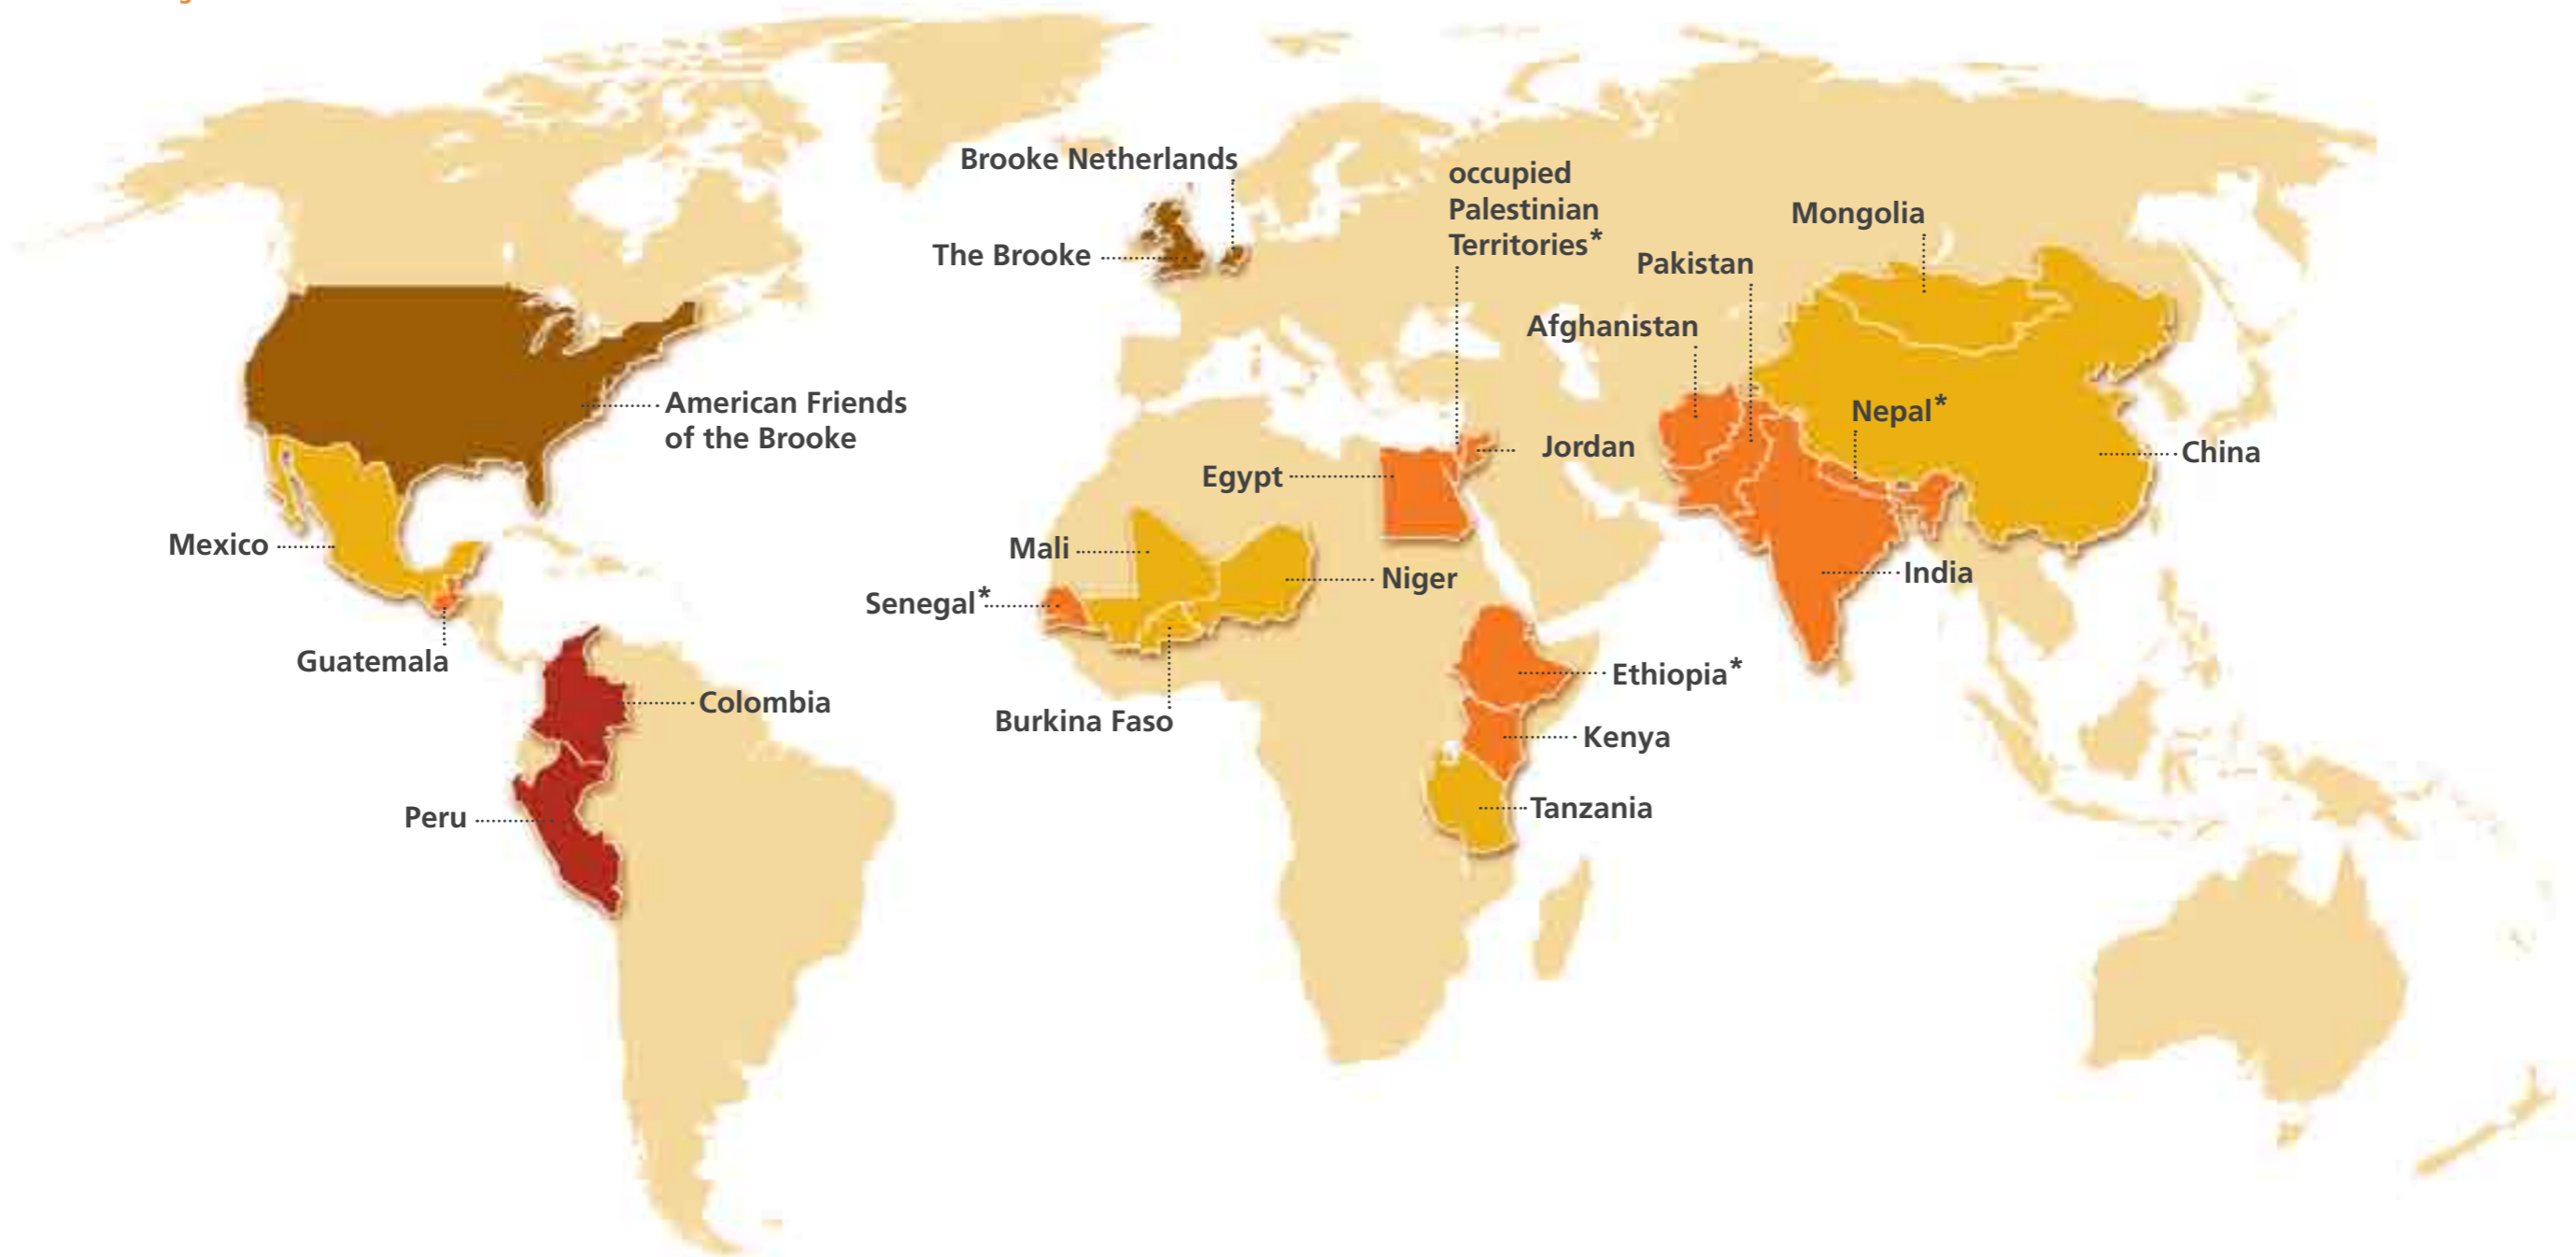 Brooke Netherlands
The Brooke
occupied
Palestinian
Territories*
Mongolia
Pakistan
Afghanistan
Nepal*
American Friends
of the Brooke
Jordan
China
Egypt
Mexico
Mali
Niger
India
Senegal*
Guatemala
Ethiopia*
Colombia
Burkina Faso
Kenya
Peru
Tanzania